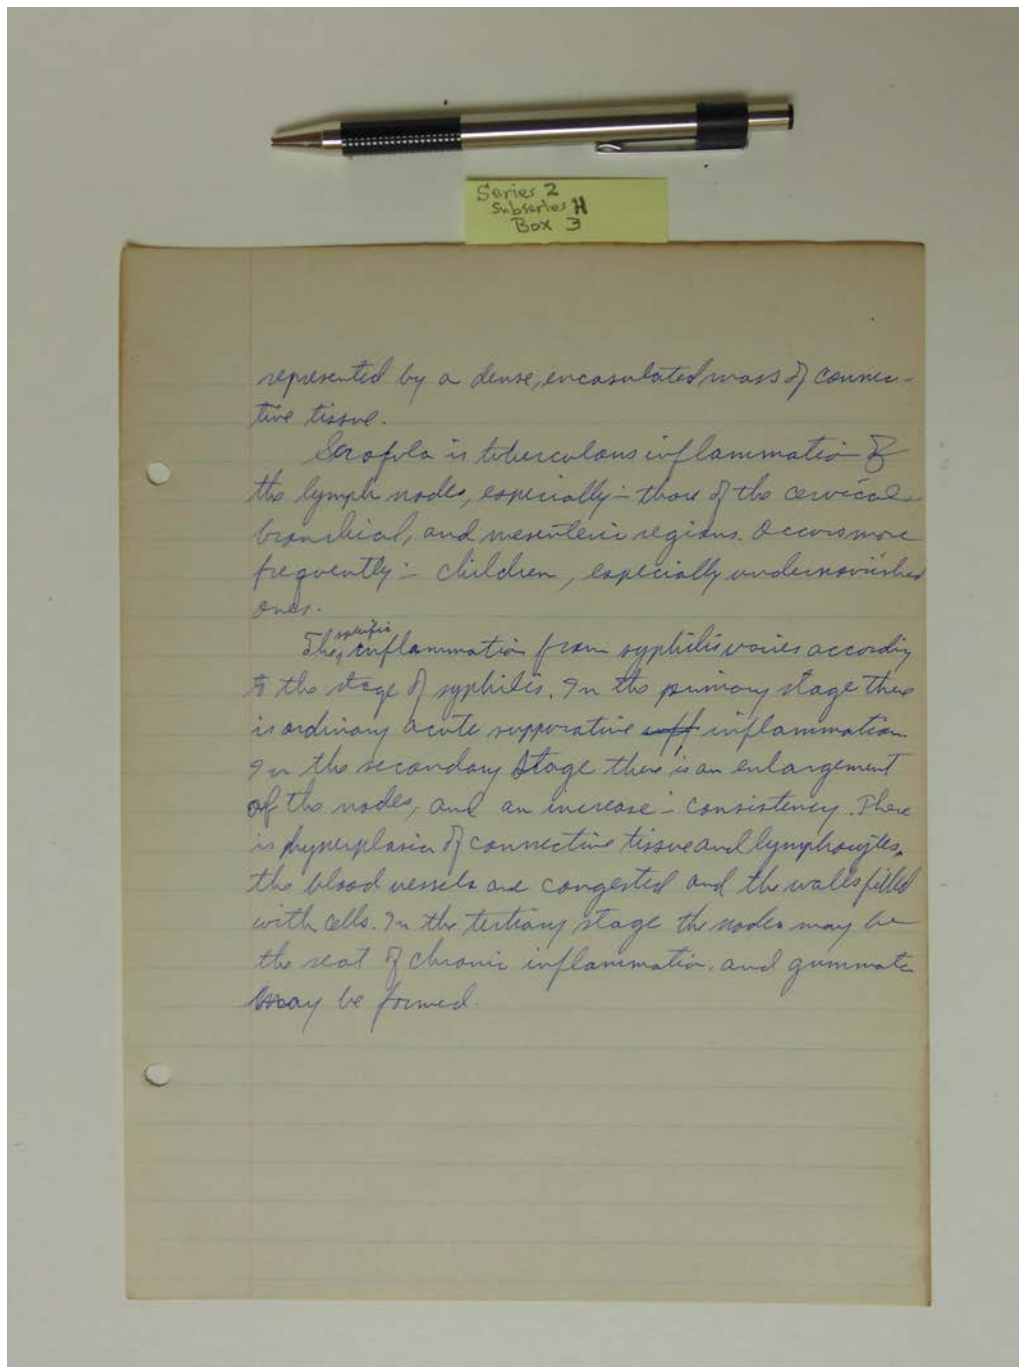 Series 2
Subseries H
Box 3
represented by a dense, encapsulated mass of connec-
tive tissue.
Scrofula is tuberculous inflammation of
the lymph nodes, especially - those of the cervical,
bronchial, and mesenteric regions. Occurs more
frequently - children, especially undernourished
ones.
specific
The inflammation from syphilis varies according
to the stage of syphilis. In the primary stage there
is ordinary acute suppurative inflammation.
In the secondary stage there is an enlargement
of the nodes, and an increase - consistency. There
is hyperplasia of connective tissue and lymphocytes,
the blood vessels are congested and the walls filled
with cells. In the tertiary stage the nodes may be
the seat of chronic inflammation, and gummata
may be formed.